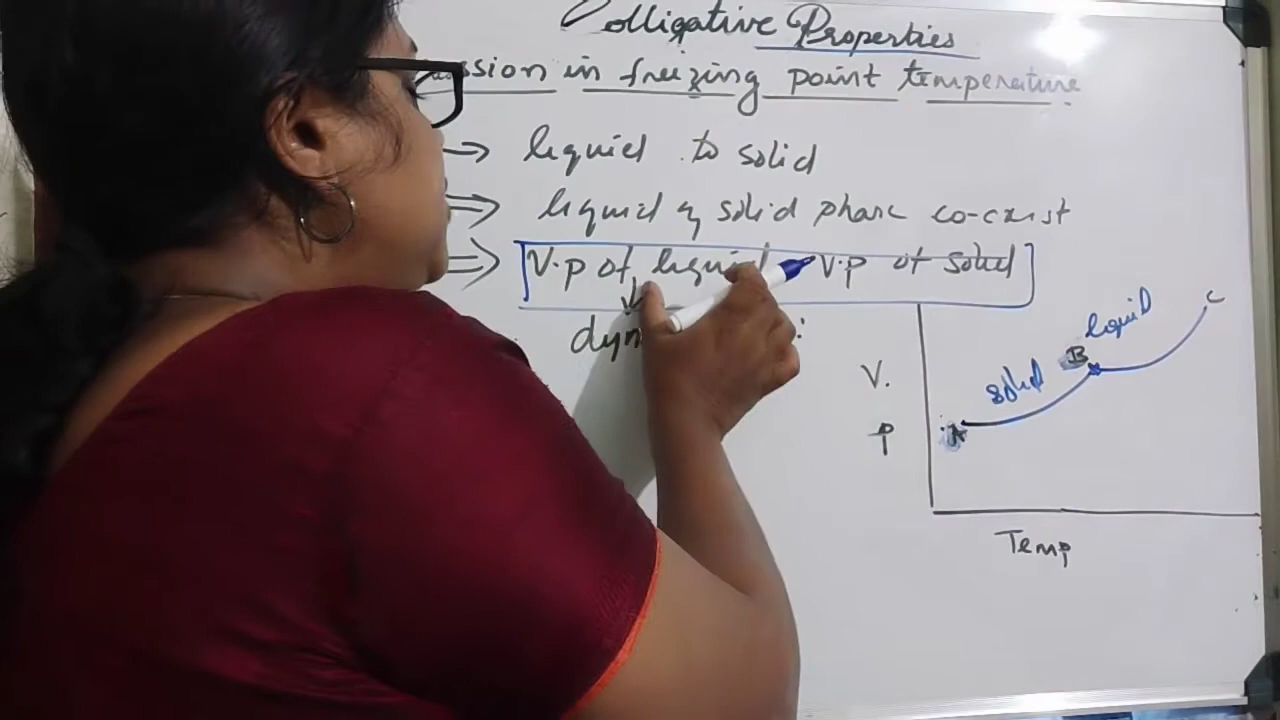 Colligative Properties
ssion in freezing point temperature
⇒ liquid to solid
⇒ liquid & solid phase co-exist
⇒ V.p of liquid V.p of solid
↓
dyn :
V.
P
A
solid
B
liquid
C
Temp